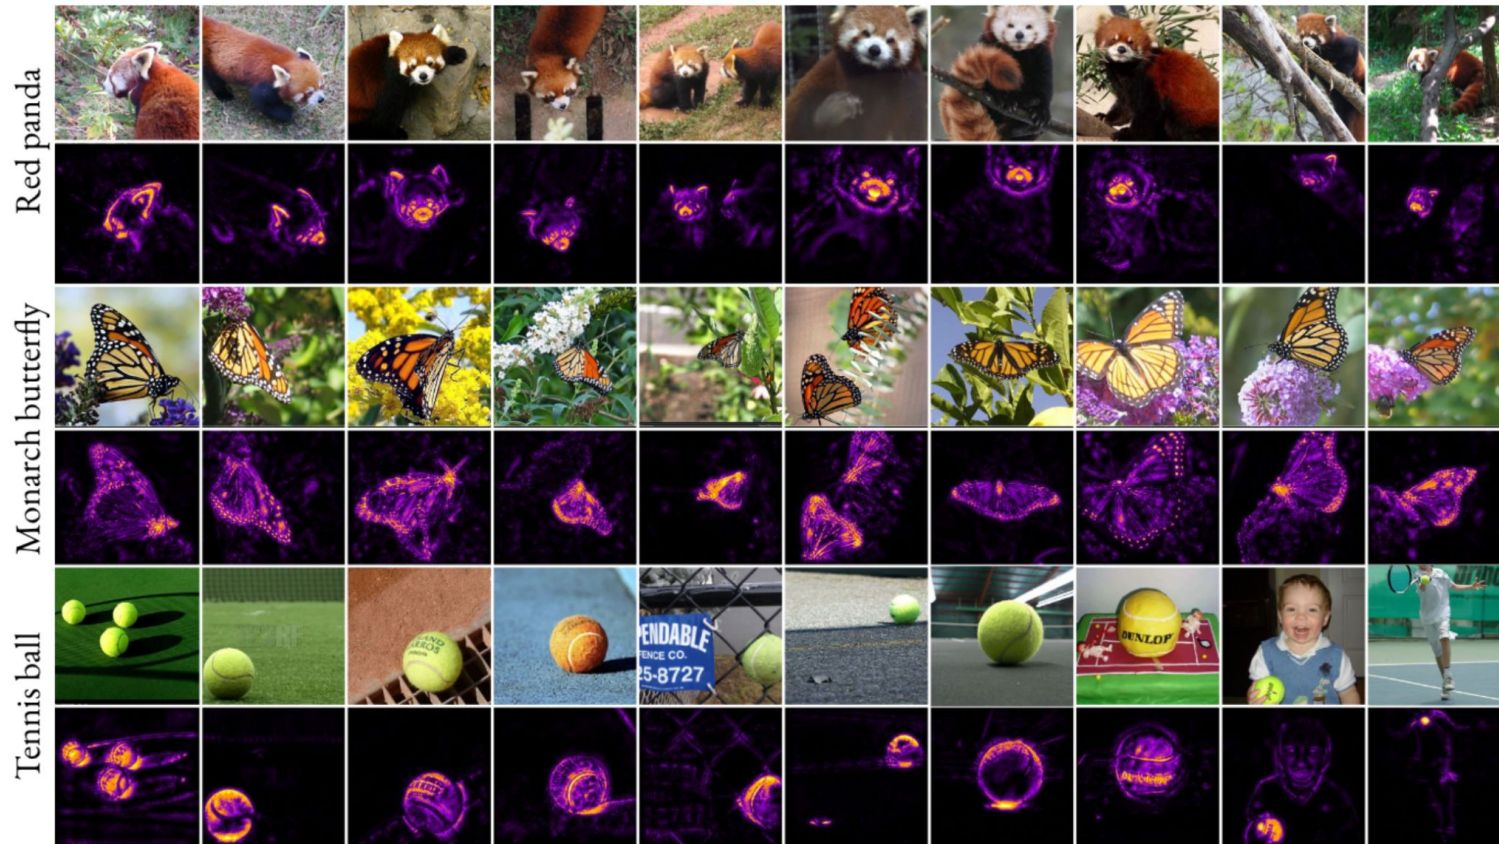 Red panda
Monarch butterfly
Tennis ball
PENDABLE
FENCE CO.
25-8727
DUNLOP